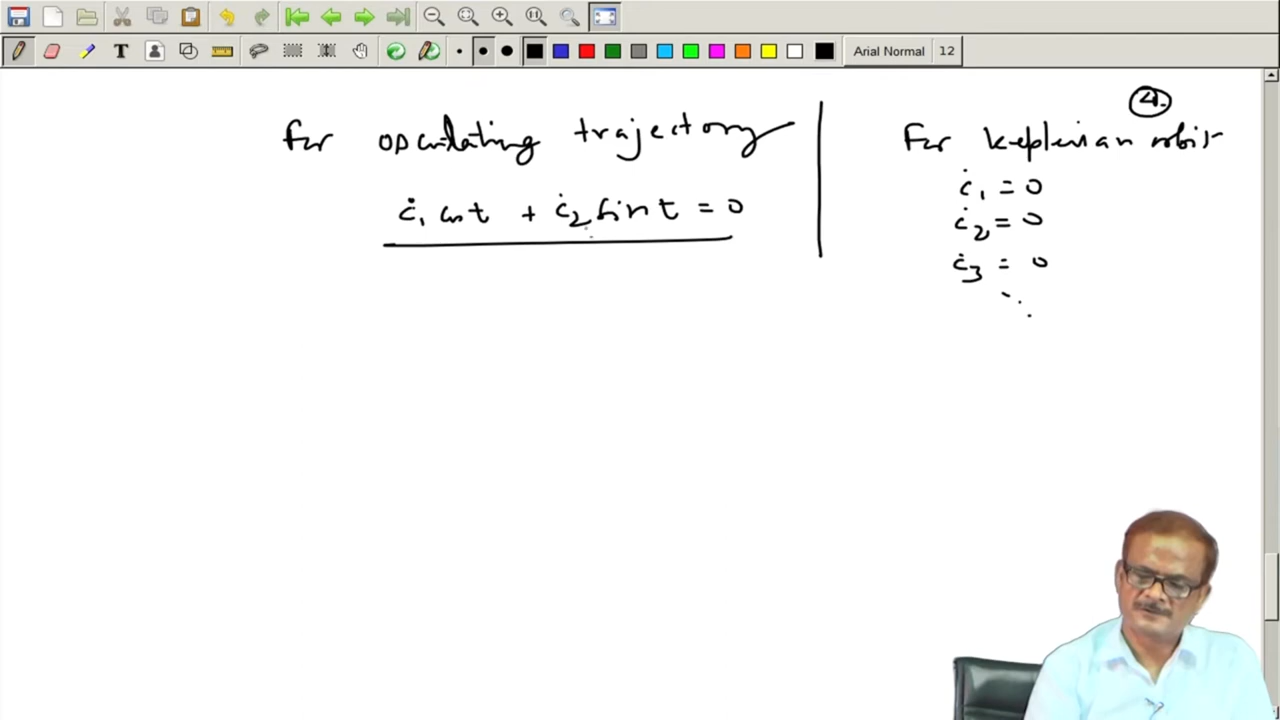 Arial Normal 12
For osculating trajectory
ċ₁ cos t + ċ₂ sin t = 0
4.
For keplerian orbit
ċ₁ = 0
ċ₂ = 0
ċ₃ = 0